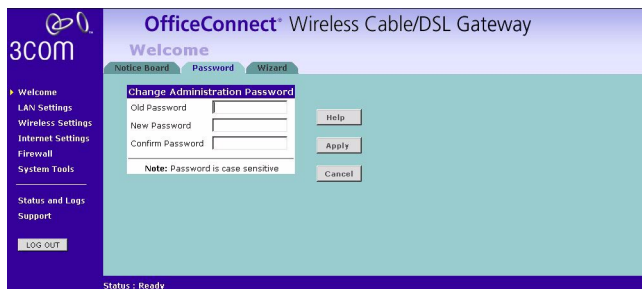 3COM
OfficeConnect® Wireless Cable/DSL Gateway
Welcome
Notice Board
Password
Wizard
Welcome
LAN Settings
Wireless Settings
Internet Settings
Firewall
System Tools
Status and Logs
Support
LOG OUT
Change Administration Password
Old Password
New Password
Confirm Password
Note: Password is case sensitive
Help
Apply
Cancel
Status : Ready